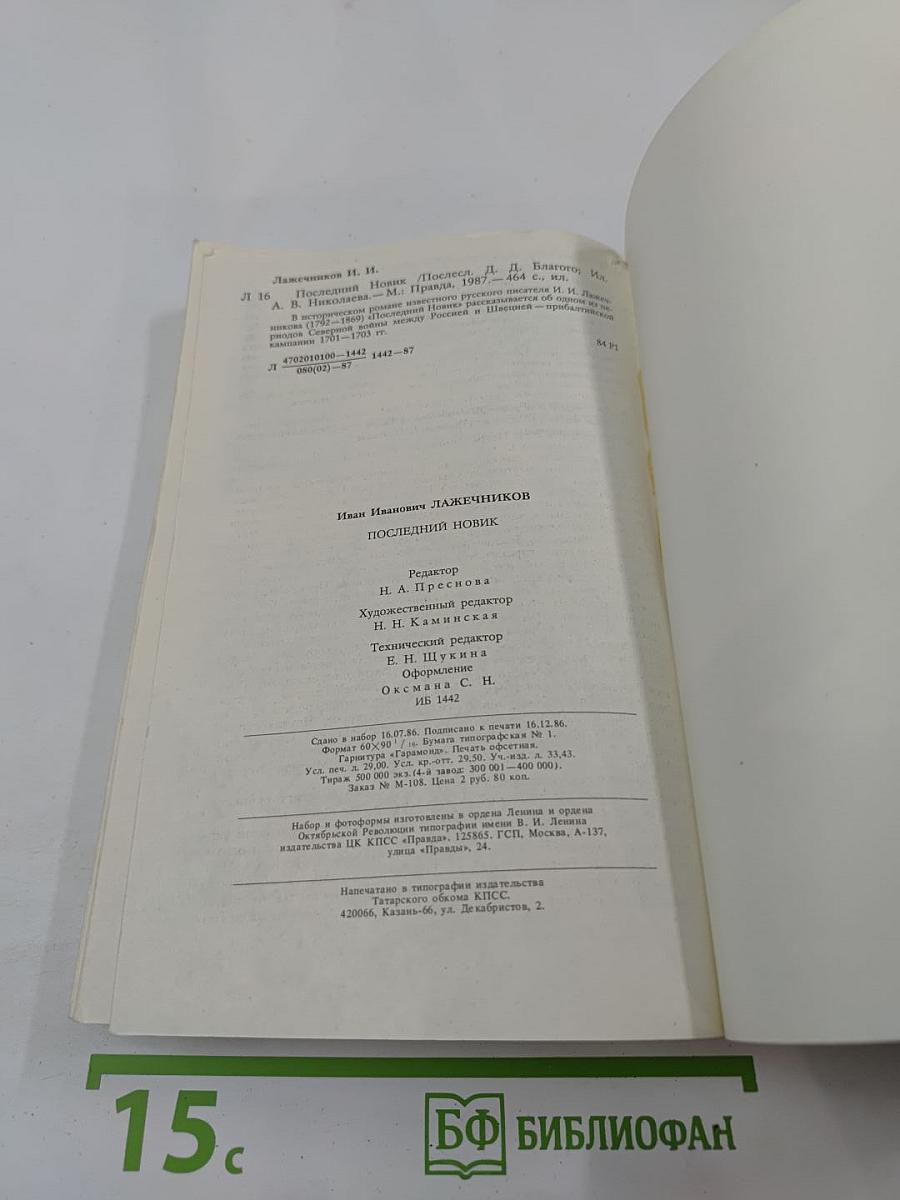 Лажечников И. И.
Л 16 Последний Новик /Послесл. Д. Д. Благого; Ил.
А. В. Николаева.— М.: Правда, 1987.— 464 с., ил.
В историческом романе известного русского писателя И. И. Лажеч-
никова (1792—1869) «Последний Новик» рассказывается об одном из пе-
риодов Северной войны между Россией и Швецией — прибалтийской
кампании 1701—1703 гг.
Л 4702010100—1442 1442—87
080(02)—87
84 Р1
Иван Иванович ЛАЖЕЧНИКОВ
ПОСЛЕДНИЙ НОВИК
Редактор
Н. А. Преснова
Художественный редактор
Н. Н. Каминская
Технический редактор
Е. Н. Щукина
Оформление
Оксмана С. Н.
ИБ 1442
Сдано в набор 16.07.86. Подписано к печати 16.12.86.
Формат 60×90 1/16. Бумага типографская № 1.
Гарнитура «Гарамонд». Печать офсетная.
Усл. печ. л. 29,00. Усл. кр.-отт. 29,50. Уч.-изд. л. 33,43.
Тираж 500 000 экз. (4-й завод: 300 001—400 000).
Заказ № М-108. Цена 2 руб. 80 коп.
Набор и фотоформы изготовлены в ордена Ленина и ордена
Октябрьской Революции типографии имени В. И. Ленина
издательства ЦК КПСС «Правда». 125865. ГСП, Москва, А-137,
улица «Правды», 24.
Напечатано в типографии издательства
Татарского обкома КПСС.
420066, Казань-66, ул. Декабристов, 2.
15 с
БФ БИБЛИОФАН